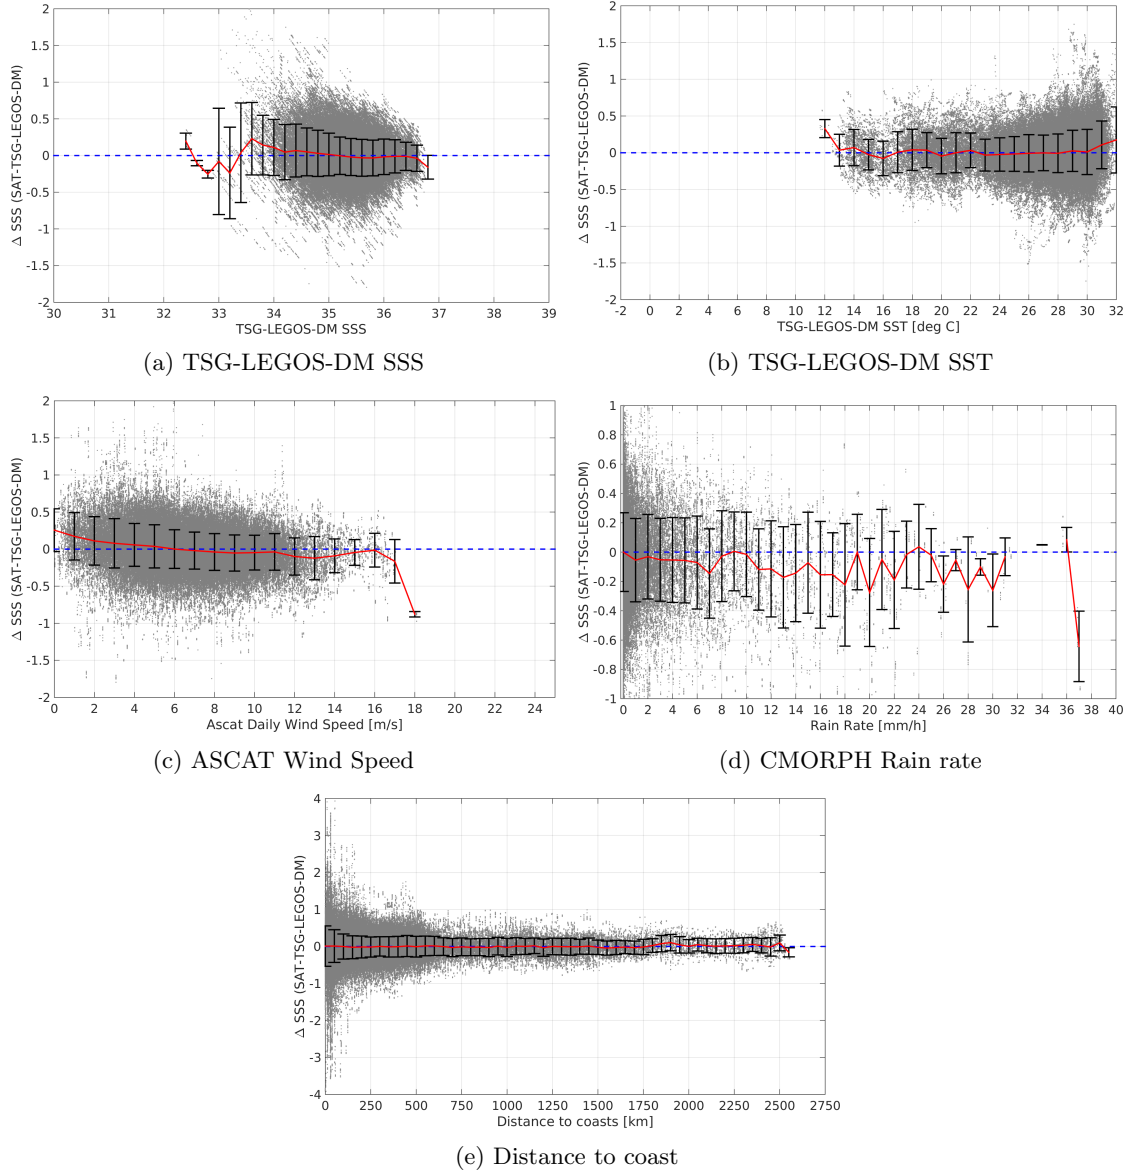 2
1.5
1
0.5
0
-0.5
-1
-1.5
-2
Δ SSS (SAT-TSG-LEGOS-DM)
30 31 32 33 34 35 36 37 38 39
TSG-LEGOS-DM SSS
(a) TSG-LEGOS-DM SSS
2
1.5
1
0.5
0
-0.5
-1
-1.5
-2
Δ SSS (SAT-TSG-LEGOS-DM)
-2 0 2 4 6 8 10 12 14 16 18 20 22 24 26 28 30 32
TSG-LEGOS-DM SST [deg C]
(b) TSG-LEGOS-DM SST
2
1.5
1
0.5
0
-0.5
-1
-1.5
-2
Δ SSS (SAT-TSG-LEGOS-DM)
0 2 4 6 8 10 12 14 16 18 20 22 24
Ascat Daily Wind Speed [m/s]
(c) ASCAT Wind Speed
1
0.8
0.6
0.4
0.2
0
-0.2
-0.4
-0.6
-0.8
-1
Δ SSS (SAT-TSG-LEGOS-DM)
0 2 4 6 8 10 12 14 16 18 20 22 24 26 28 30 32 34 36 38 40
Rain Rate [mm/h]
(d) CMORPH Rain rate
4
3
2
1
0
-1
-2
-3
-4
Δ SSS (SAT-TSG-LEGOS-DM)
0 250 500 750 1000 1250 1500 1750 2000 2250 2500 2750
Distance to coasts [km]
(e) Distance to coast